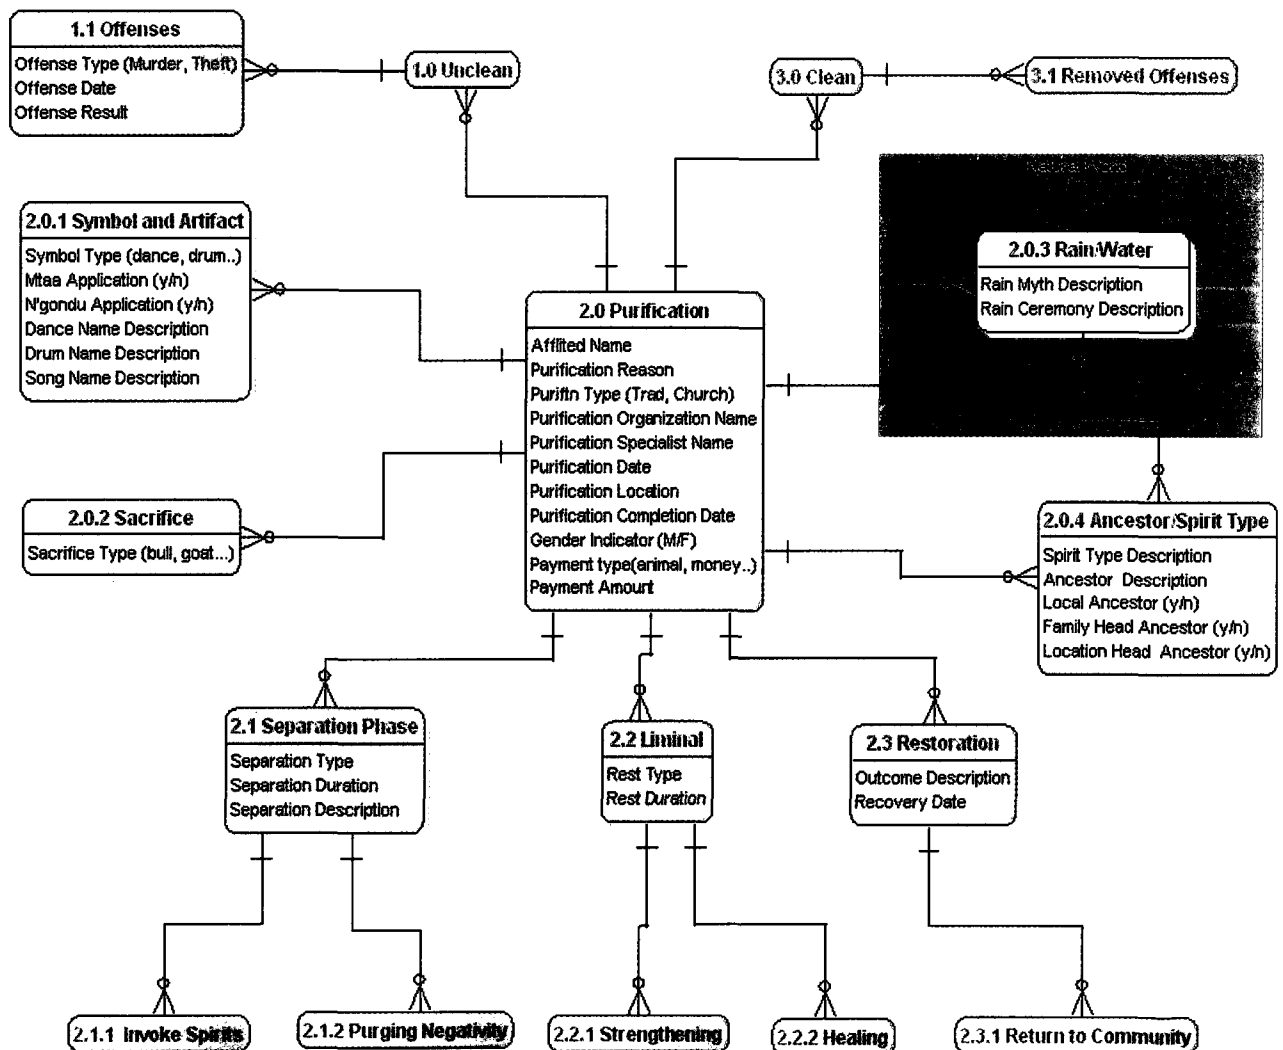 1.1 Offenses
Offense Type (Murder, Theft)
Offense Date
Offense Result
1.0 Unclean
3.0 Clean
3.1 Removed Offenses
2.0.1 Symbol and Artifact
Symbol Type (dance, drum..)
Mtaa Application (y/n)
N'gondu Application (y/n)
Dance Name Description
Drum Name Description
Song Name Description
2.0.3 Rain/Water
Rain Myth Description
Rain Ceremony Description
2.0 Purification
Afflited Name
Purification Reason
Puriftn Type (Trad, Church)
Purification Organization Name
Purification Specialist Name
Purification Date
Purification Location
Purification Completion Date
Gender Indicator (M/F)
Payment type(animal, money..)
Payment Amount
2.0.2 Sacrifice
Sacrifice Type (bull, goat...)
2.0.4 Ancestor/Spirit Type
Spirit Type Description
Ancestor Description
Local Ancestor (y/n)
Family Head Ancestor (y/n)
Location Head Ancestor (y/n)
2.1 Separation Phase
Separation Type
Separation Duration
Separation Description
2.2 Liminal
Rest Type
Rest Duration
2.3 Restoration
Outcome Description
Recovery Date
2.1.1 Invoke Spirits
2.1.2 Purging Negativity
2.2.1 Strengthening
2.2.2 Healing
2.3.1 Return to Community